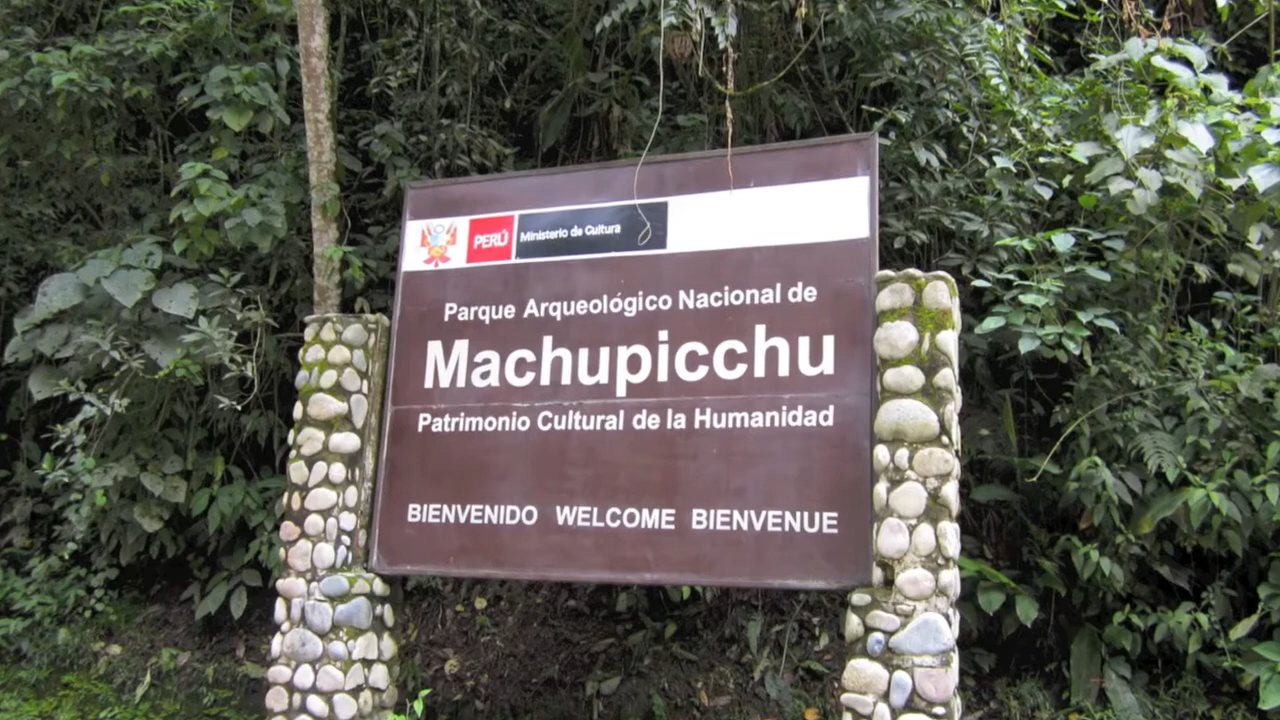 PERÚ Ministerio de Cultura
Parque Arqueológico Nacional de
Machupicchu
Patrimonio Cultural de la Humanidad
BIENVENIDO WELCOME BIENVENUE